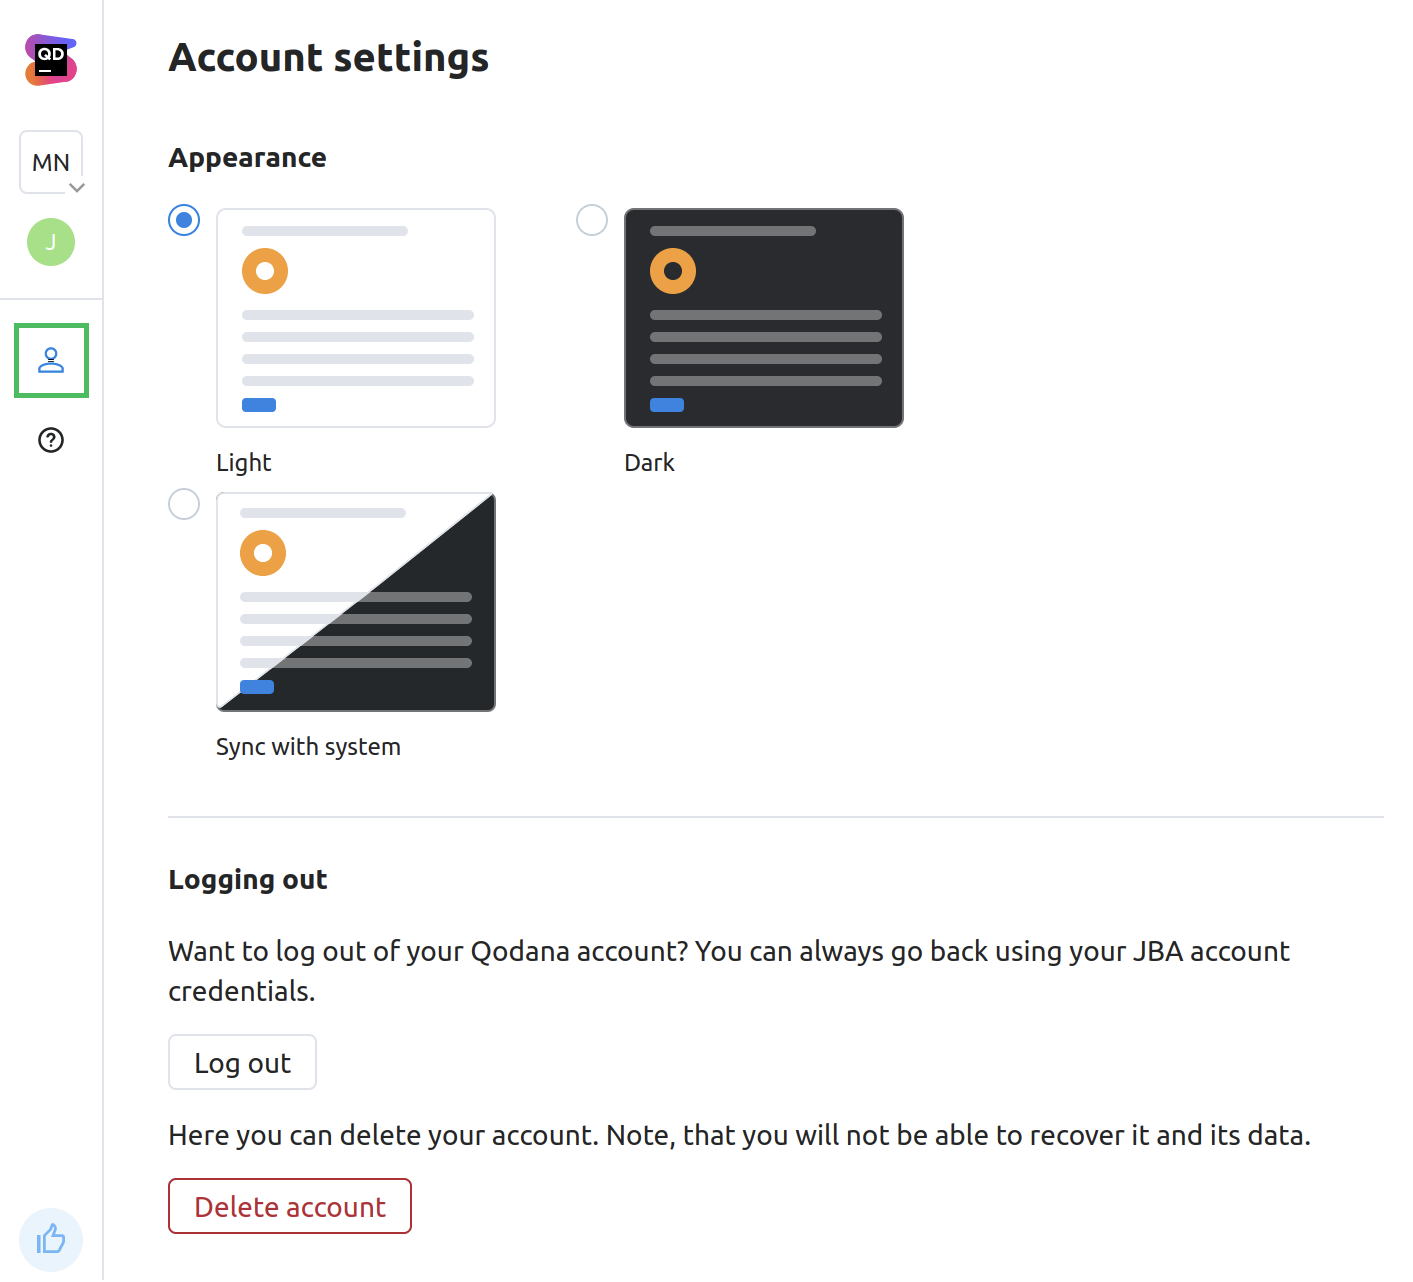 QD
MN
J
Account settings
Appearance
Light
Dark
Sync with system
Logging out
Want to log out of your Qodana account? You can always go back using your JBA account
credentials.
Log out
Here you can delete your account. Note, that you will not be able to recover it and its data.
Delete account